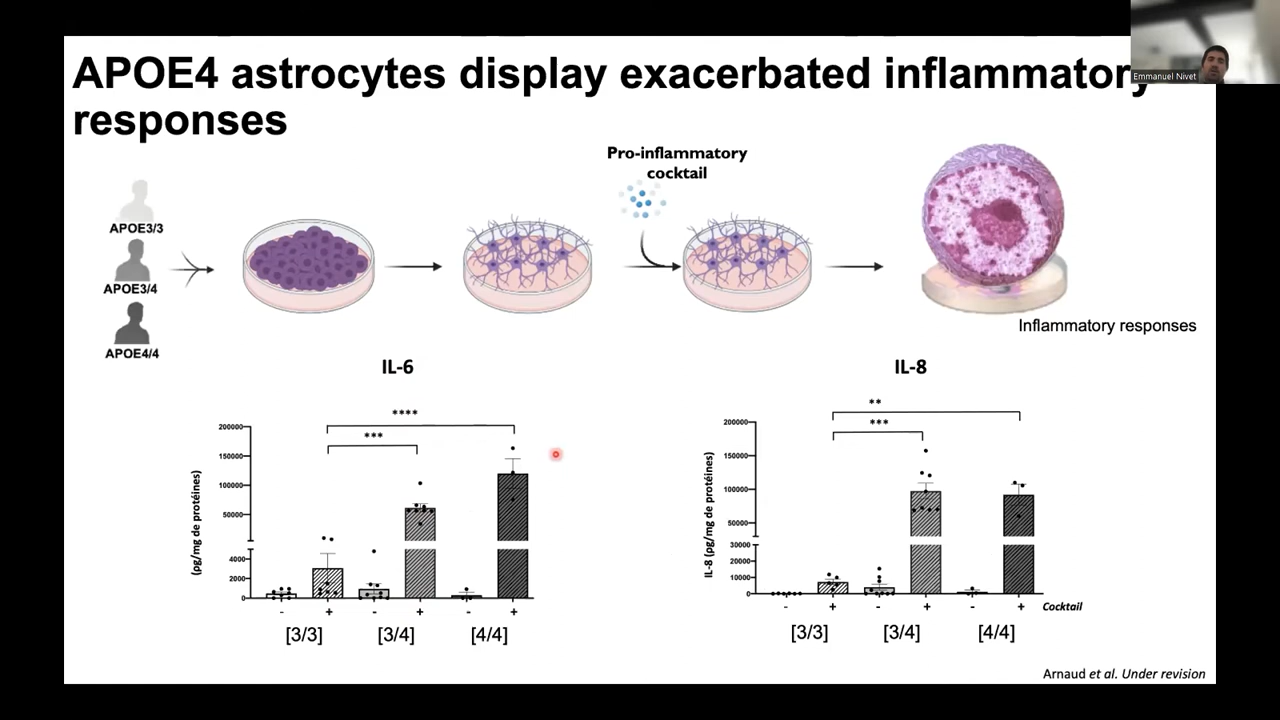 APOE4 astrocytes display exacerbated inflammatory
responses
Emmanuel Nivet
Pro-inflammatory
cocktail
APOE3/3
APOE3/4
APOE4/4
Inflammatory responses
IL-6
****
***
200000
150000
100000
50000
4000
2000
0
(pg/mg de protéines)
- + - + - +
[3/3] [3/4] [4/4]
IL-8
**
***
200000
150000
100000
50000
30000
20000
10000
0
IL-8 (pg/mg de protéines)
- + - + - + Cocktail
[3/3] [3/4] [4/4]
Arnaud et al. Under revision